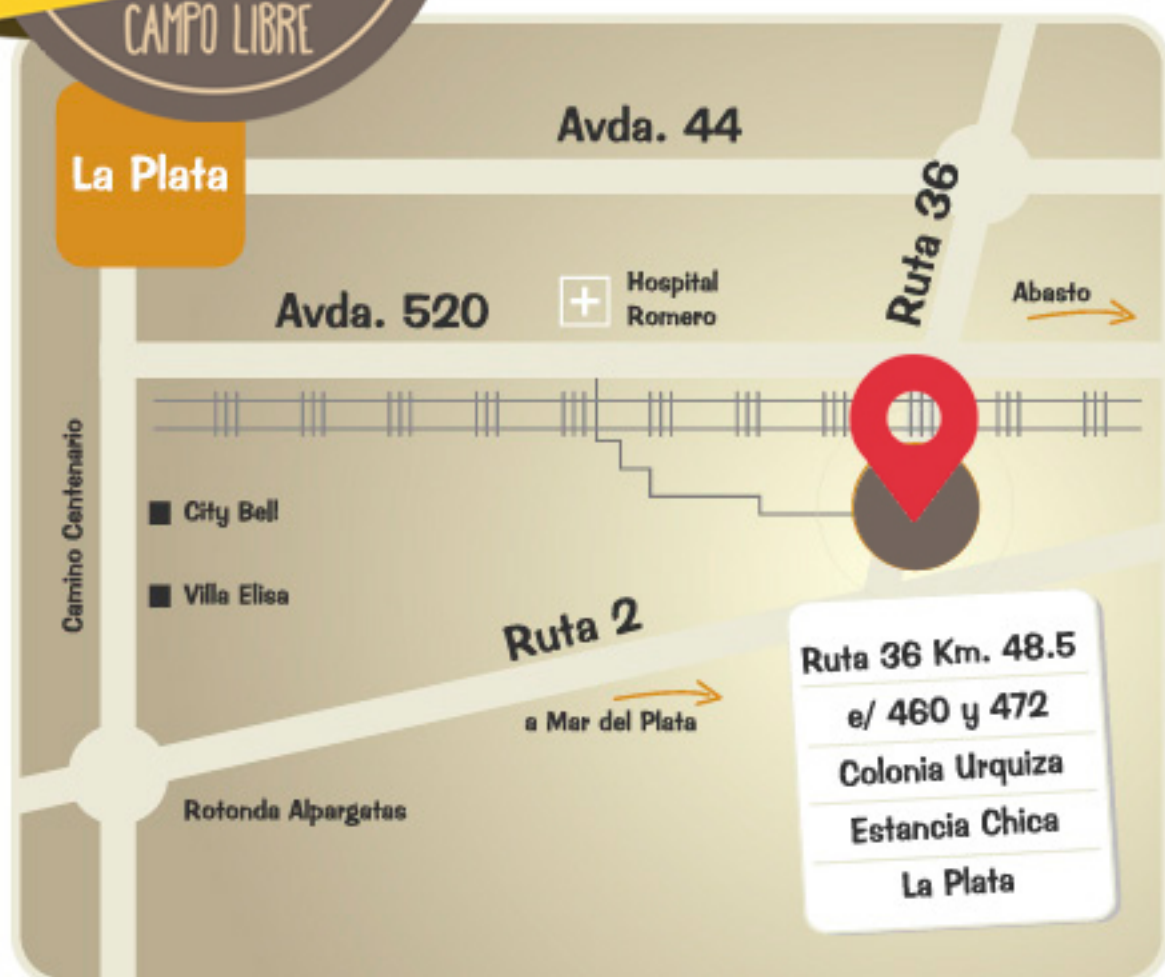 CAMPO LIBRE
Avda. 44
La Plata
Ruta 36
Hospital
Romero
Abasto
Avda. 520
Camino Centenario
City Bell
Villa Elisa
Ruta 2
a Mar del Plata
Rotonda Alpargatas
Ruta 36 Km. 48.5
e/ 460 y 472
Colonia Urquiza
Estancia Chica
La Plata